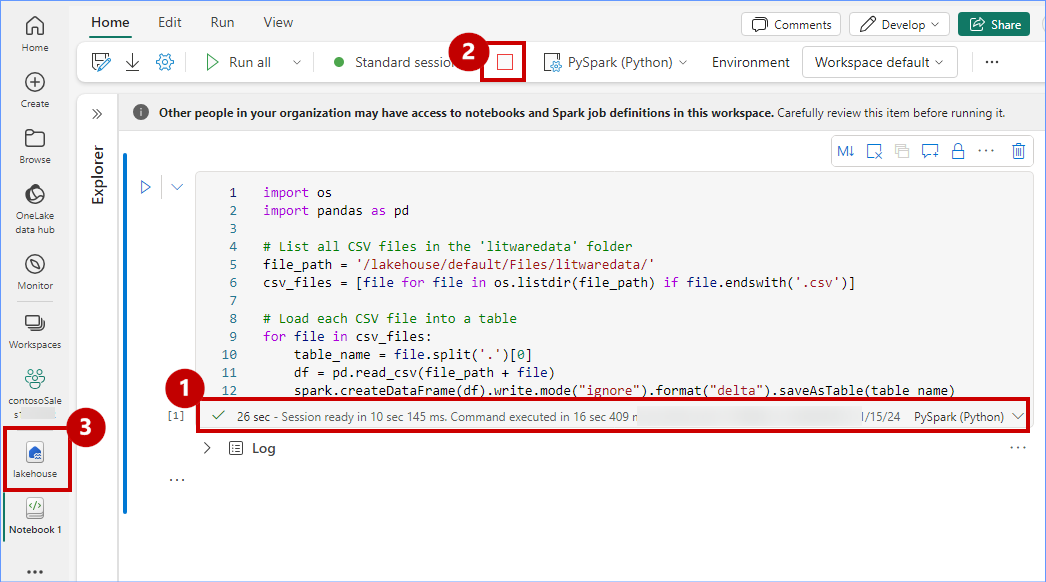 Home
Edit
Run
View
Comments
Develop
Share
Run all
Standard session
2
PySpark (Python)
Environment
Workspace default
Home
Create
Browse
OneLake
data hub
Monitor
Workspaces
contosoSale
s
3
lakehouse
Notebook 1
Explorer
Other people in your organization may have access to notebooks and Spark job definitions in this workspace. Carefully review this item before running it.
M↓
1 import os
2 import pandas as pd
3
4 # List all CSV files in the 'litwaredata' folder
5 file_path = '/lakehouse/default/Files/litwaredata/'
6 csv_files = [file for file in os.listdir(file_path) if file.endswith('.csv')]
7
8 # Load each CSV file into a table
9 for file in csv_files:
10 table_name = file.split('.')[0]
11 df = pd.read_csv(file_path + file)
12 spark.createDataFrame(df).write.mode("ignore").format("delta").saveAsTable(table_name)
1
[1] 26 sec - Session ready in 10 sec 145 ms. Command executed in 16 sec 409 m /15/24 PySpark (Python)
Log